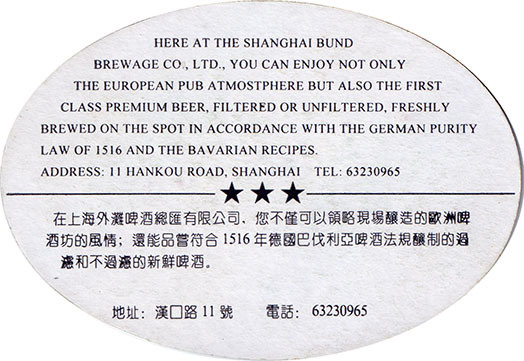 HERE AT THE SHANGHAI BUND
BREWAGE CO., LTD., YOU CAN ENJOY NOT ONLY
THE EUROPEAN PUB ATMOSTPHERE BUT ALSO THE FIRST
CLASS PREMIUM BEER, FILTERED OR UNFILTERED, FRESHLY
BREWED ON THE SPOT IN ACCORDANCE WITH THE GERMAN PURITY
LAW OF 1516 AND THE BAVARIAN RECIPES.
ADDRESS: 11 HANKOU ROAD, SHANGHAI TEL: 63230965
在上海外灘啤酒總匯有限公司、您不僅可以領略現場釀造的歐洲啤
酒坊的風情；還能品嘗符合 1516 年德國巴伐利亞啤酒法規釀制的過
濾和不過濾的新鮮啤酒。
地址：漢口路 11 號 電話：63230965